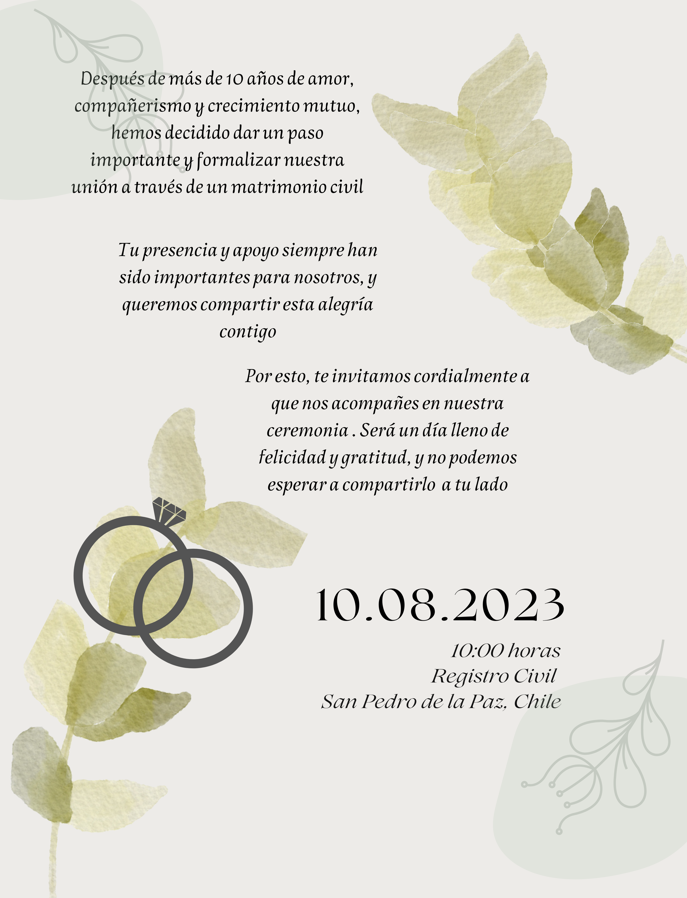 Después de más de 10 años de amor,
compañerismo y crecimiento mutuo,
hemos decidido dar un paso
importante y formalizar nuestra
unión a través de un matrimonio civil
Tu presencia y apoyo siempre han
sido importantes para nosotros, y
queremos compartir esta alegría
contigo
Por esto, te invitamos cordialmente a
que nos acompañes en nuestra
ceremonia . Será un día lleno de
felicidad y gratitud, y no podemos
esperar a compartirlo a tu lado
10.08.2023
10:00 horas
Registro Civil
San Pedro de la Paz, Chile